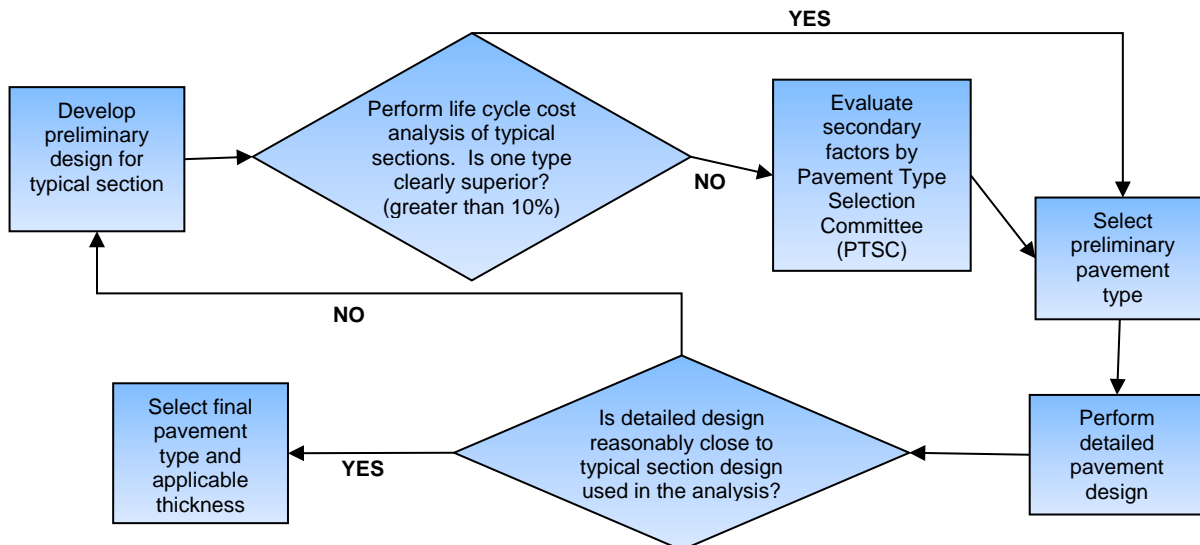 YES
Develop
preliminary
design for
typical section
Perform life cycle cost
analysis of typical
sections.  Is one type
clearly superior?
(greater than 10%)
NO
Evaluate
secondary
factors by
Pavement Type
Selection
Committee
(PTSC)
Select
preliminary
pavement
type
Perform
detailed
pavement
design
Is detailed design
reasonably close to
typical section design
used in the analysis?
NO
YES
Select final
pavement
type and
applicable
thickness